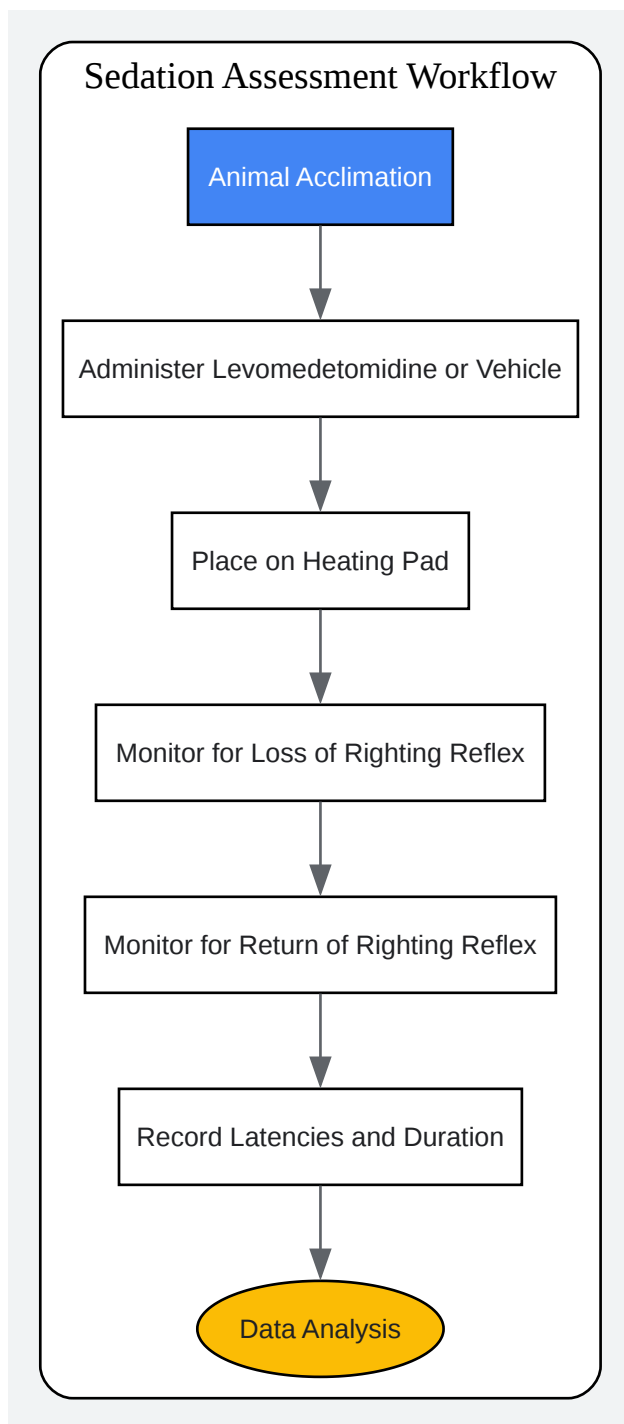 Sedation Assessment Workflow
Animal Acclimation
Administer Levomedetomidine or Vehicle
Place on Heating Pad
Monitor for Loss of Righting Reflex
Monitor for Return of Righting Reflex
Record Latencies and Duration
Data Analysis